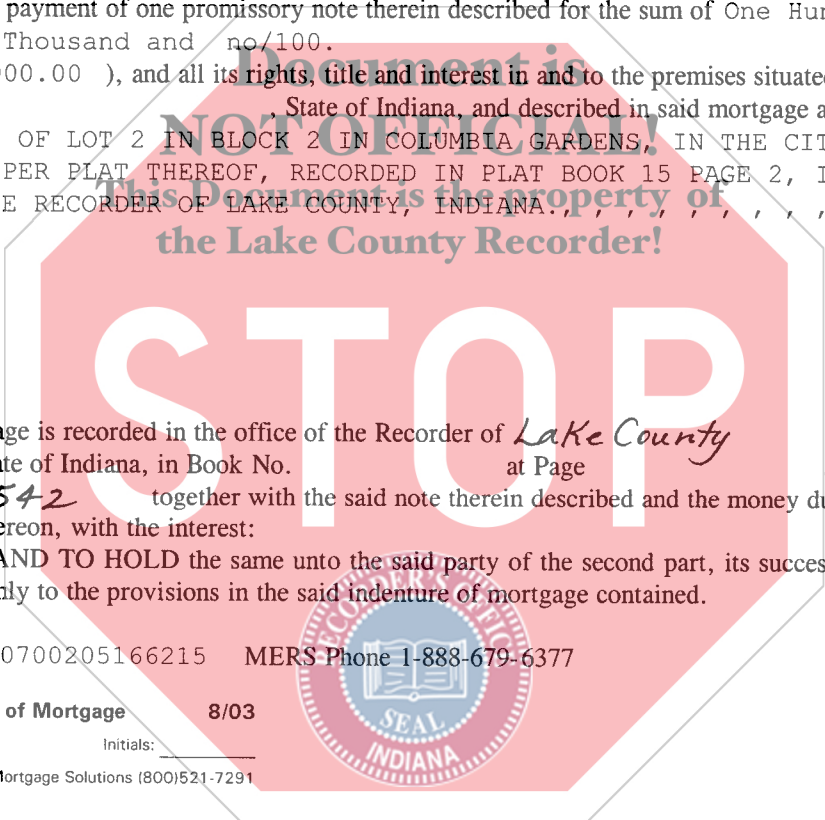 payment of one promissory note therein described for the sum of One Hun
Thousand and no/100.
00.00 ), and all its rights, title and interest in and to the premises situated
Document is
, State of Indiana, and described in said mortgage a
NOT OFFICIAL!
OF LOT 2 IN BLOCK 2 IN COLUMBIA GARDENS, IN THE CIT
PER PLAT THEREOF, RECORDED IN PLAT BOOK 15 PAGE 2, I
This Document is the property of
E RECORDER OF LAKE COUNTY, INDIANA., , , , , , , , ,
the Lake County Recorder!
STOP
age is recorded in the office of the Recorder of Lake County
te of Indiana, in Book No. at Page
542 together with the said note therein described and the money du
ereon, with the interest:
AND TO HOLD the same unto the said party of the second part, its succes
nly to the provisions in the said indenture of mortgage contained.
RECORDER'S OFFICE
0700205166215 MERS Phone 1-888-679-6377
of Mortgage 8/03
SEAL
Initials:
INDIANA
Mortgage Solutions (800)521-7291